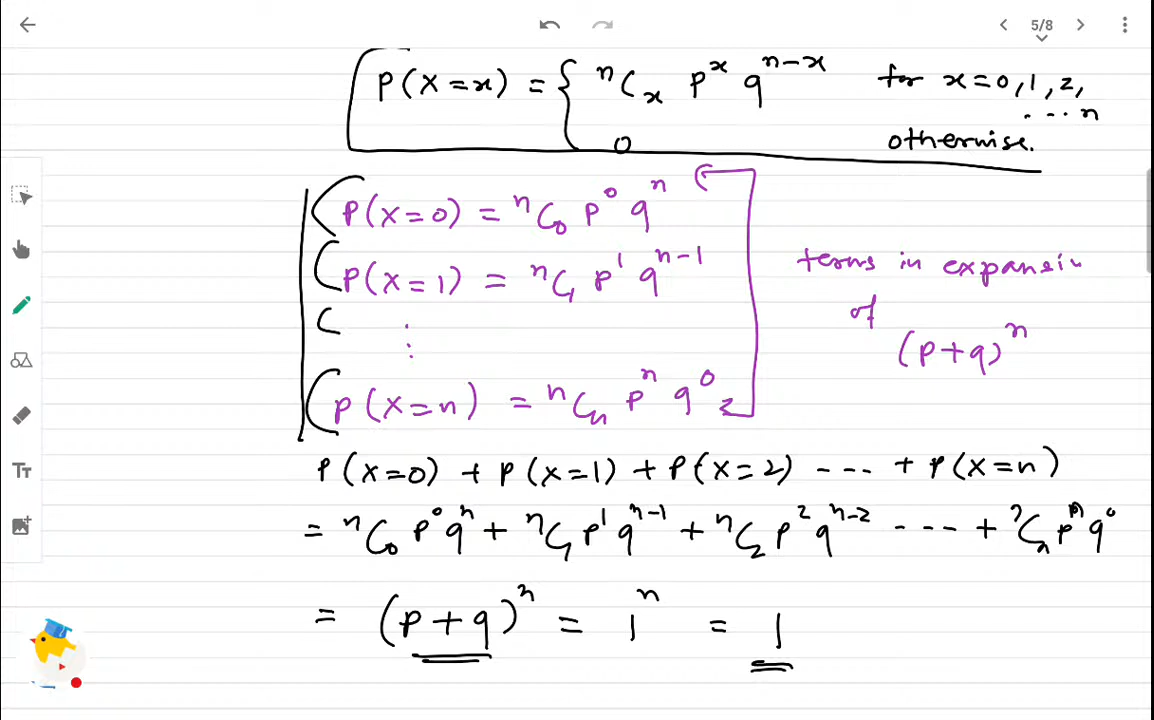 5/8
P(X=x) = { ⁿCₓ pˣ qⁿ⁻ˣ for x=0,1,2, ...n
0 otherwise.
P(X=0) = ⁿC₀ p⁰ qⁿ
P(X=1) = ⁿC₁ p¹ qⁿ⁻¹
terms in expansin
⋮
of
(p+q)ⁿ
P(X=n) = ⁿCₙ pⁿ q⁰
P(X=0) + P(X=1) + P(X=2) --- + P(X=n)
= ⁿC₀ p⁰ qⁿ + ⁿC₁ p¹ qⁿ⁻¹ + ⁿC₂ p² qⁿ⁻² ---- + ⁿCₙ pⁿ q⁰
= (p+q)ⁿ = 1ⁿ = 1
TT